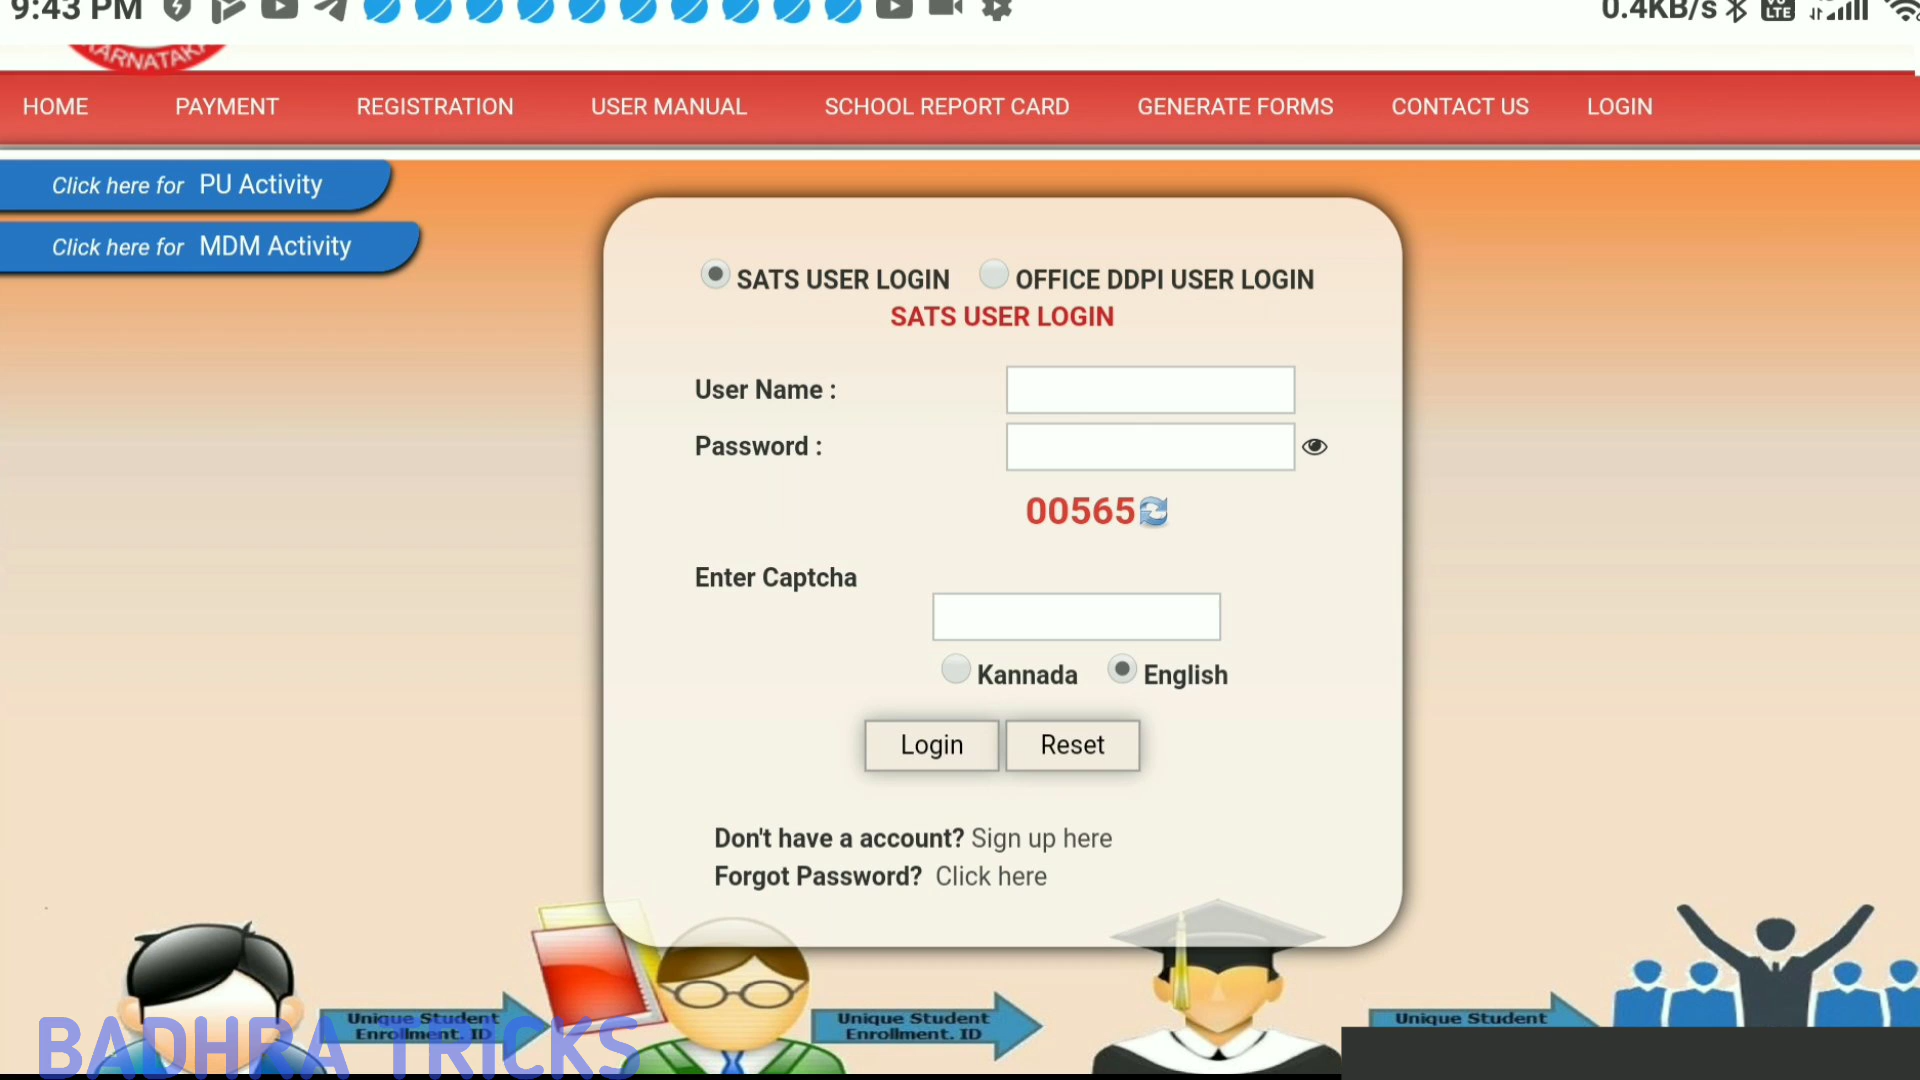 9:43 PM
0.4KB/s
VO
LTE
KARNATAKA
HOME PAYMENT REGISTRATION USER MANUAL SCHOOL REPORT CARD GENERATE FORMS CONTACT US LOGIN
Click here for PU Activity
Click here for MDM Activity
SATS USER LOGIN OFFICE DDPI USER LOGIN
SATS USER LOGIN
User Name :
Password :
00565
Enter Captcha
Kannada English
Login Reset
Don't have a account? Sign up here
Forgot Password? Click here
Unique Student
Enrollment. ID
Unique Student
Enrollment. ID
Unique Student
BADHRA TRICKS